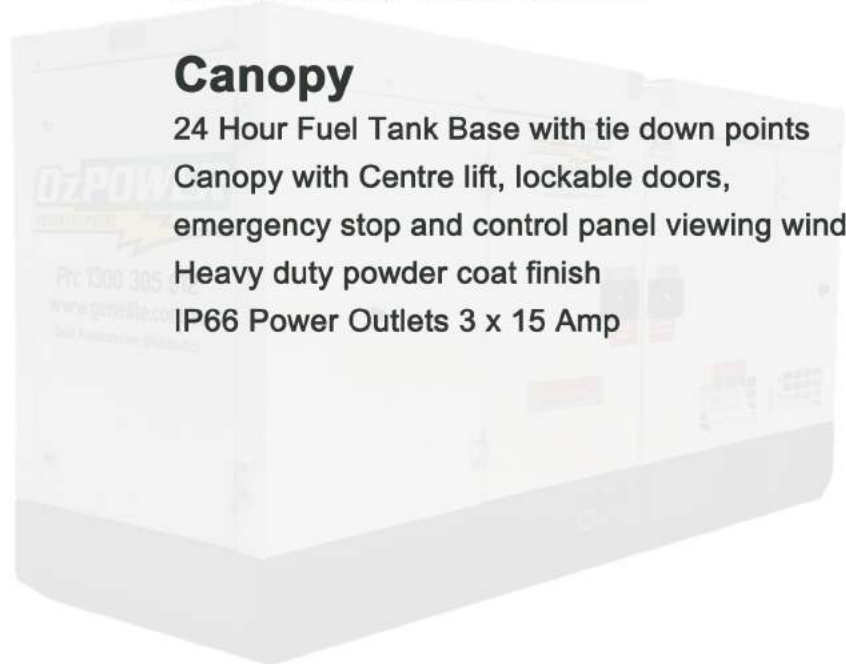 Canopy
24 Hour Fuel Tank Base with tie down points
Canopy with Centre lift, lockable doors,
emergency stop and control panel viewing wind
Heavy duty powder coat finish
IP66 Power Outlets 3 x 15 Amp
OzPOWER
Ph: 1300 305